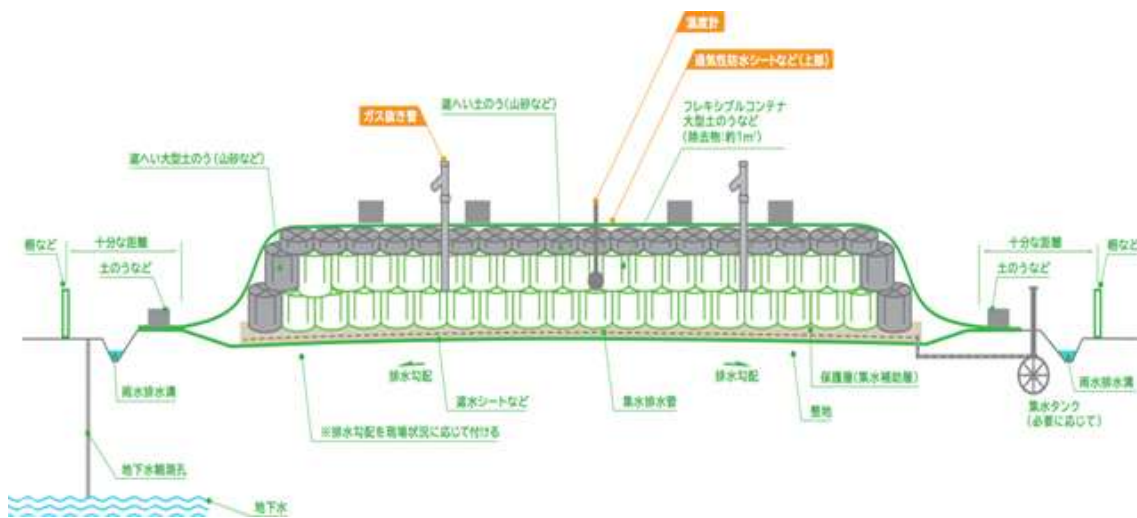 温度計
通気性防水シートなど(上部)
遮へい土のう(山砂など)
フレキシブルコンテナ
大型土のうなど
(除去物:約1m³)
ガス抜き管
遮へい大型土のう(山砂など)
柵など
十分な距離
土のうなど
十分な距離
柵など
土のうなど
雨水排水溝
排水勾配
排水勾配
保護層(集水補助層)
雨水排水溝
遮水シートなど
集水排水管
整地
集水タンク
(必要に応じて)
※排水勾配を現場状況に応じて付ける
地下水観測孔
地下水